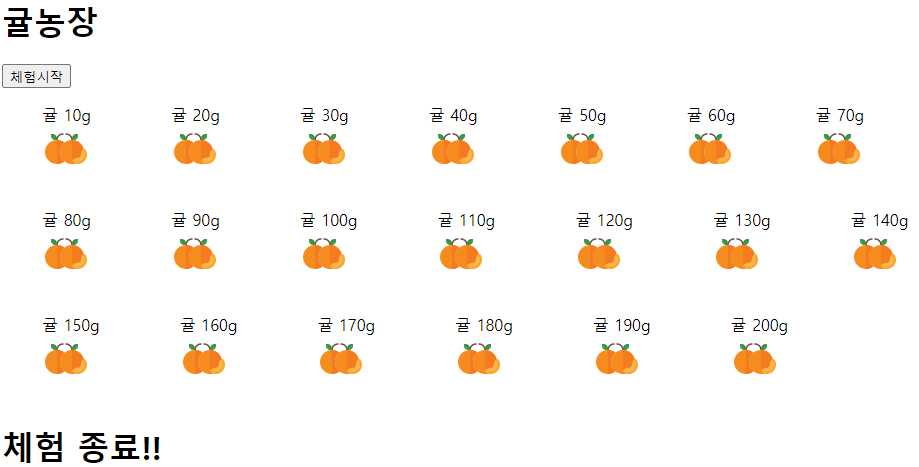 귤농장
체험시작
귤 10g 귤 20g 귤 30g 귤 40g 귤 50g 귤 60g 귤 70g
귤 80g 귤 90g 귤 100g 귤 110g 귤 120g 귤 130g 귤 140g
귤 150g 귤 160g 귤 170g 귤 180g 귤 190g 귤 200g
체험 종료!!